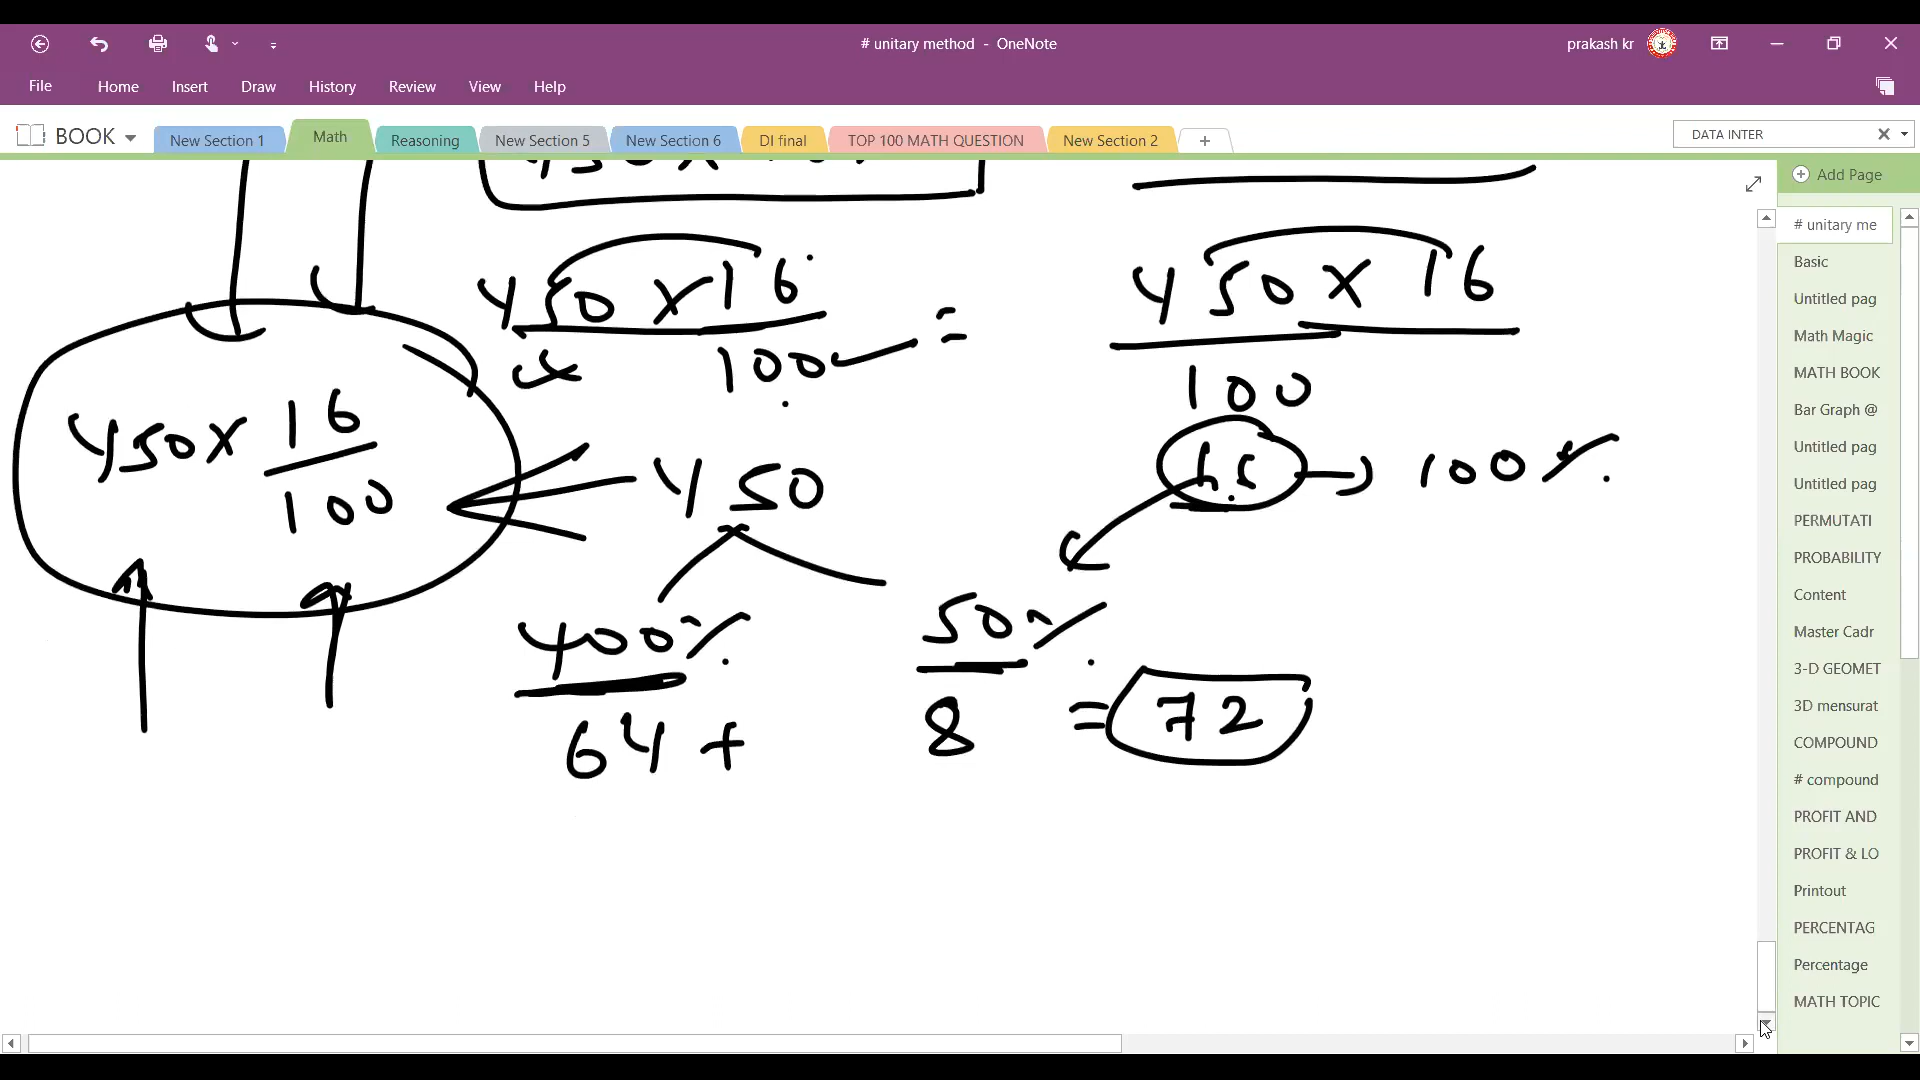 # unitary method - OneNote
prakash kr
File Home Insert Draw History Review View Help
BOOK New Section 1 Math Reasoning New Section 5 New Section 6 DI final TOP 100 MATH QUESTION New Section 2 +
DATA INTER
Add Page
# unitary me
Basic
Untitled pag
Math Magic
MATH BOOK
Bar Graph @
Untitled pag
Untitled pag
PERMUTATI
PROBABILITY
Content
Master Cadr
3-D GEOMET
3D mensurat
COMPOUND
# compound
PROFIT AND
PROFIT & LO
Printout
PERCENTAG
Percentage
MATH TOPIC
450 × 16
100
=
450 × 16
100
100%
450 × 16
100
450
400%
50%
64 +
8
= 72